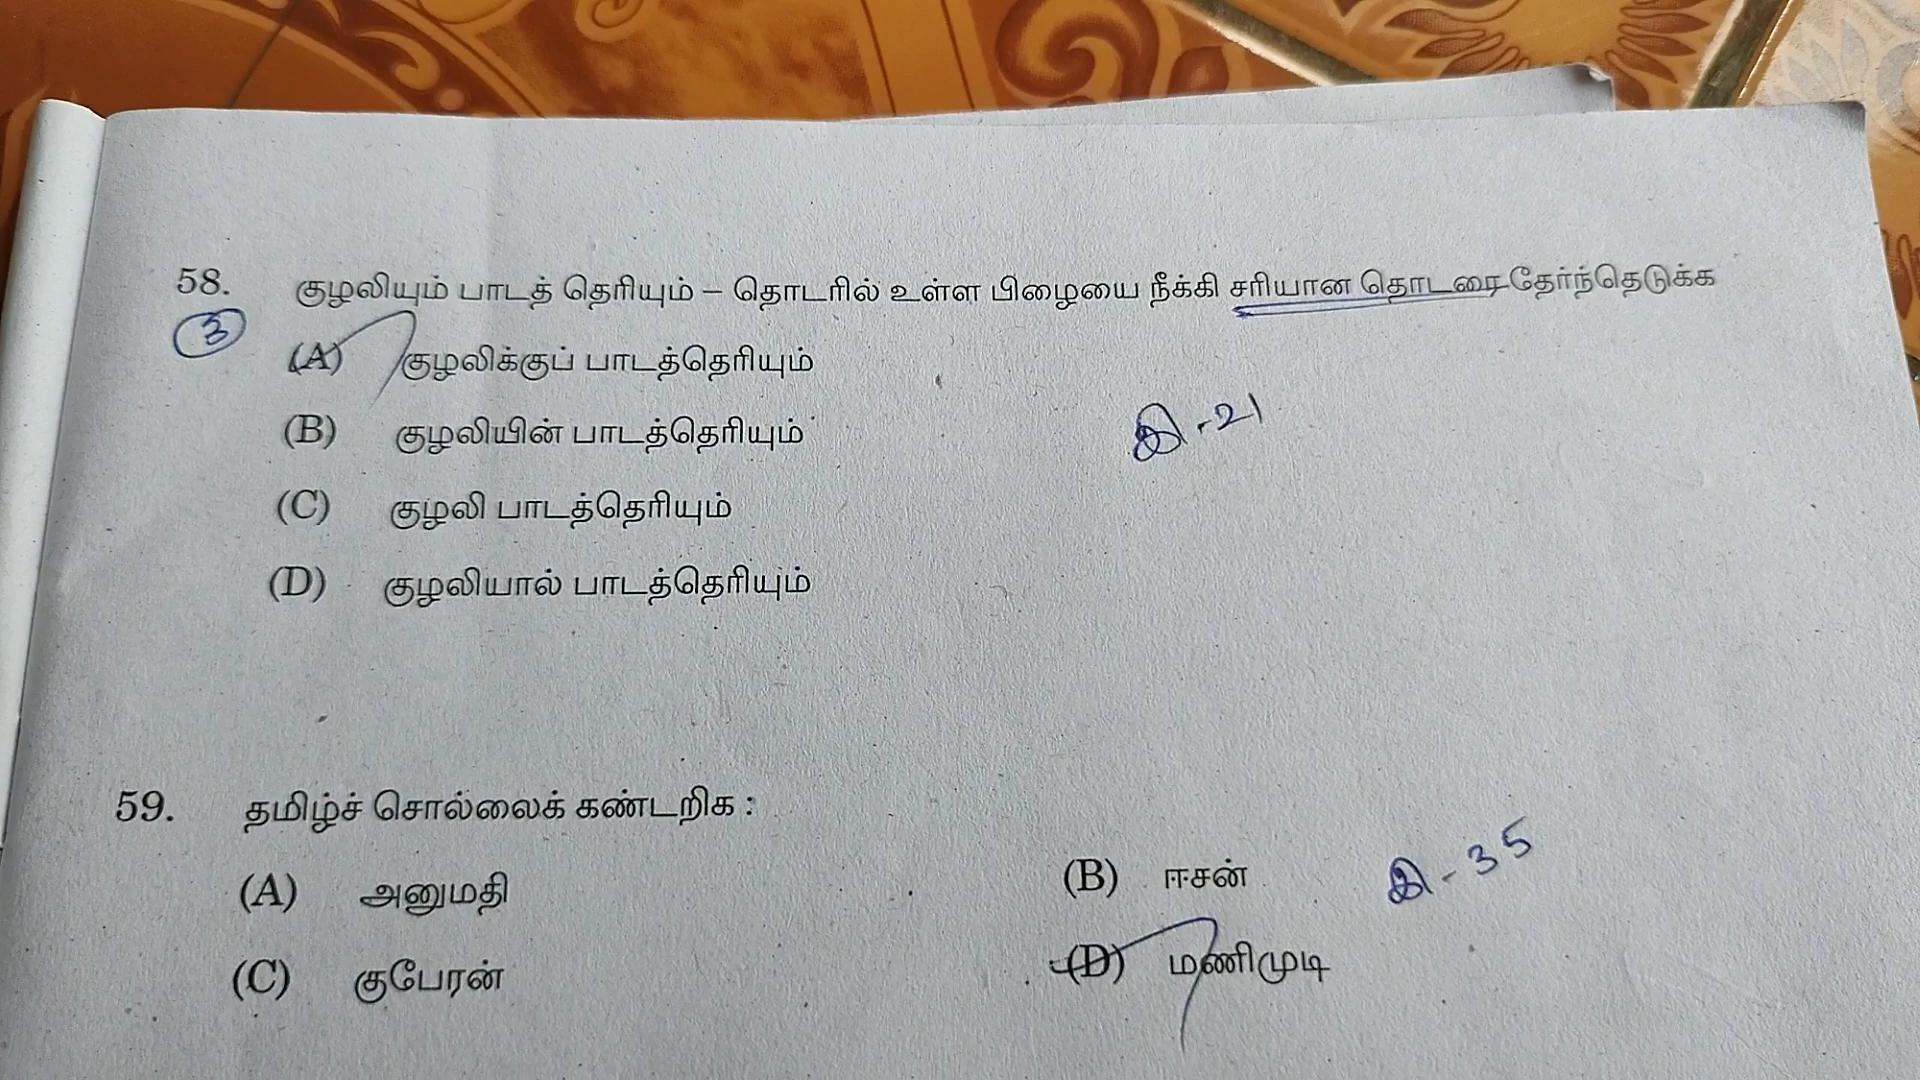 58. குழலியும் பாடத் தெரியும் – தொடரில் உள்ள பிழையை நீக்கி சரியான தொடரை தேர்ந்தெடுக்க
3
(A) குழலிக்குப் பாடத்தெரியும்
(B) குழலியின் பாடத்தெரியும்
இ - 21
(C) குழலி பாடத்தெரியும்
(D) குழலியால் பாடத்தெரியும்
59. தமிழ்ச் சொல்லைக் கண்டறிக :
(A) அனுமதி (B) ஈசன் இ - 35
(C) குபேரன் (D) மணிமுடி